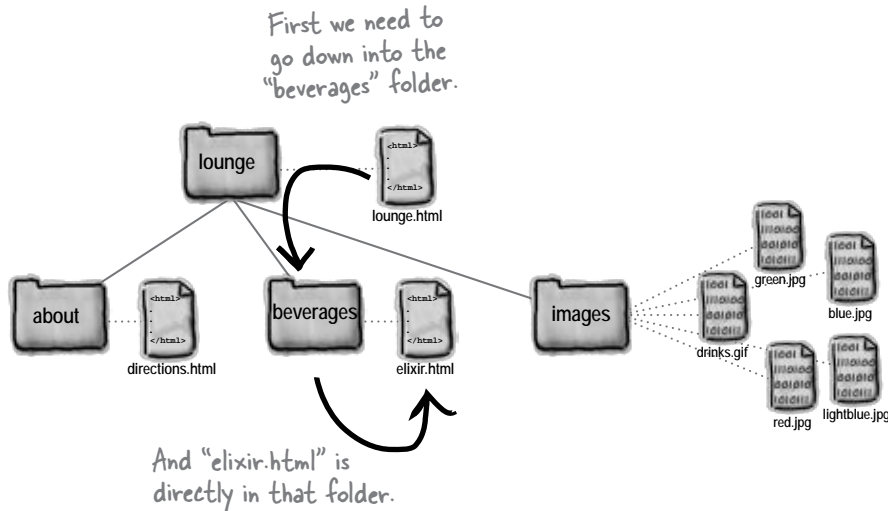 First we need to
go down into the
“beverages” folder.
lounge
<html>
.
.
.
</html>
lounge.html
about
<html>
.
.
.
</html>
directions.html
beverages
<html>
.
.
.
</html>
elixir.html
images
green.jpg
blue.jpg
drinks.gif
red.jpg
lightblue.jpg
And “elixir.html” is
directly in that folder.